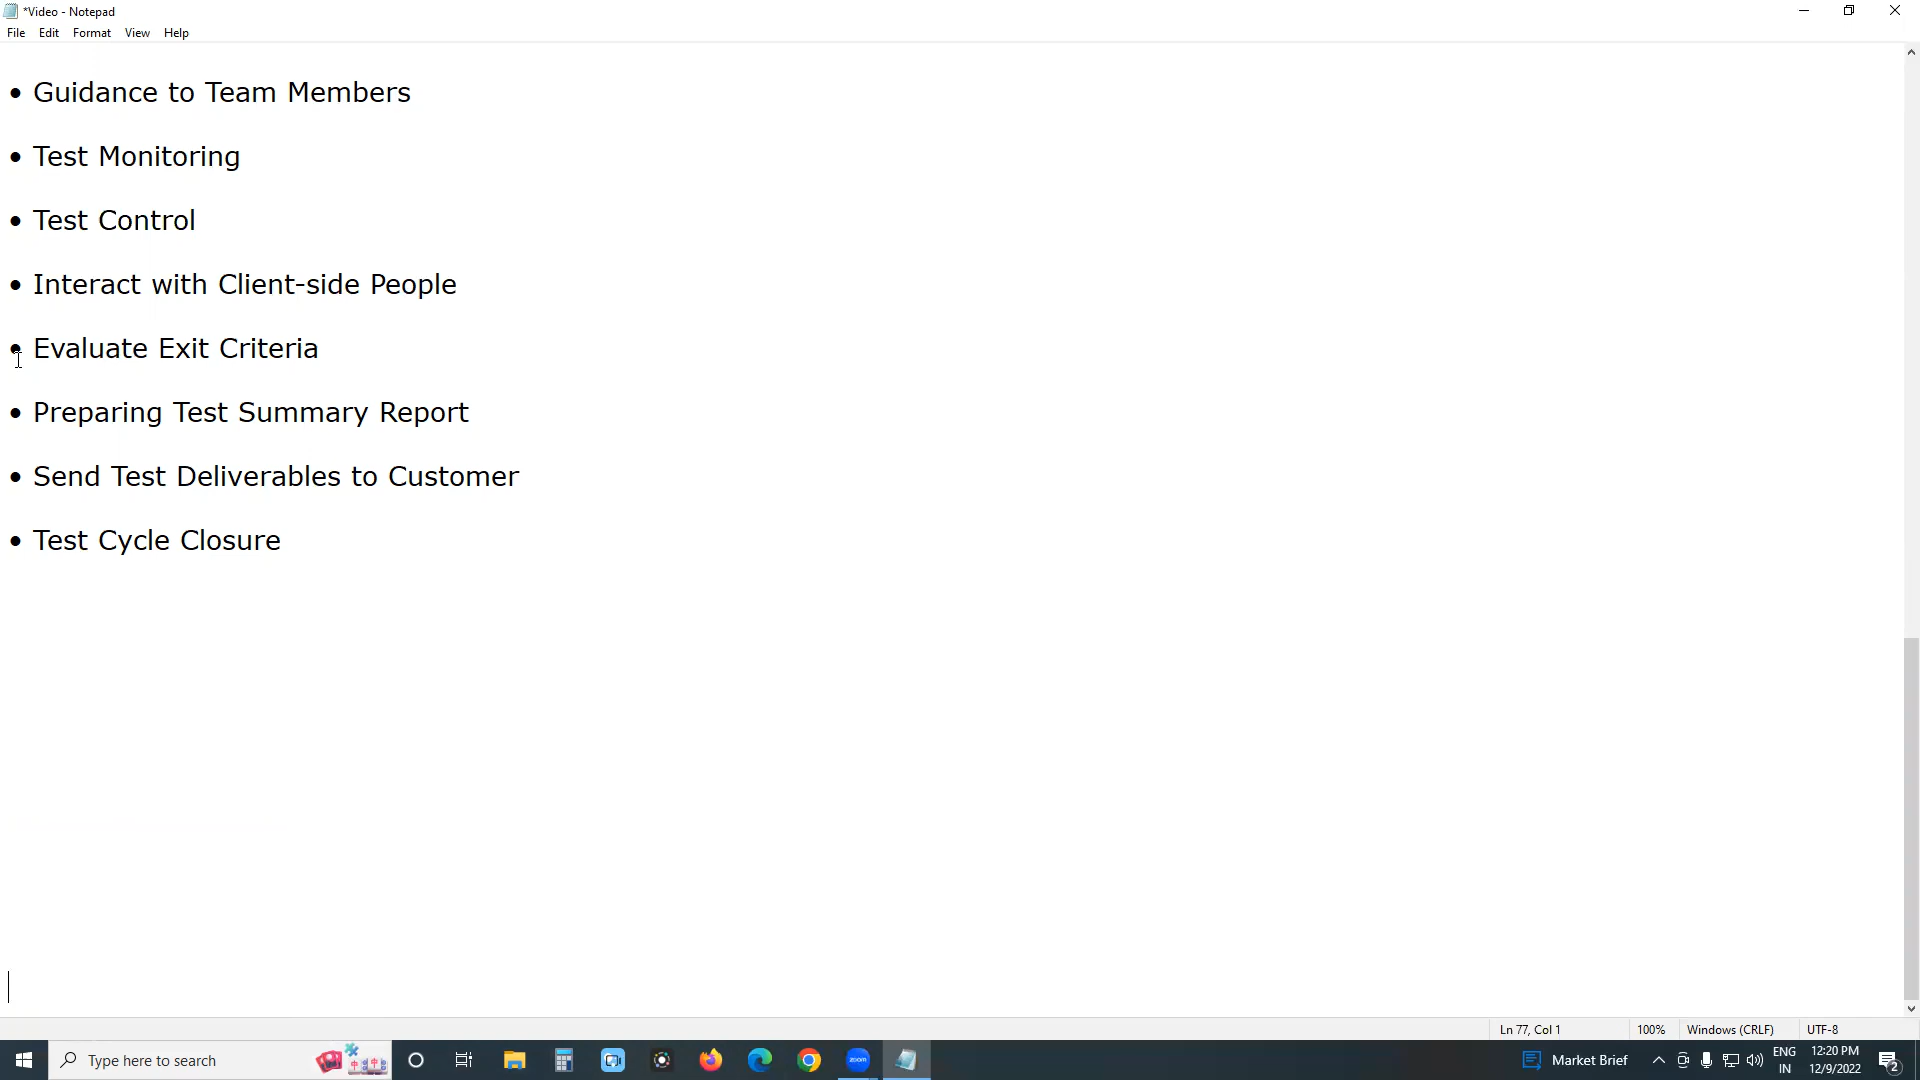 *Video - Notepad
File Edit Format View Help
• Guidance to Team Members
• Test Monitoring
• Test Control
• Interact with Client-side People
• Evaluate Exit Criteria
• Preparing Test Summary Report
• Send Test Deliverables to Customer
• Test Cycle Closure
Ln 77, Col 1 100% Windows (CRLF) UTF-8
Type here to search zoom Market Brief ENG IN 12:20 PM 12/9/2022 2